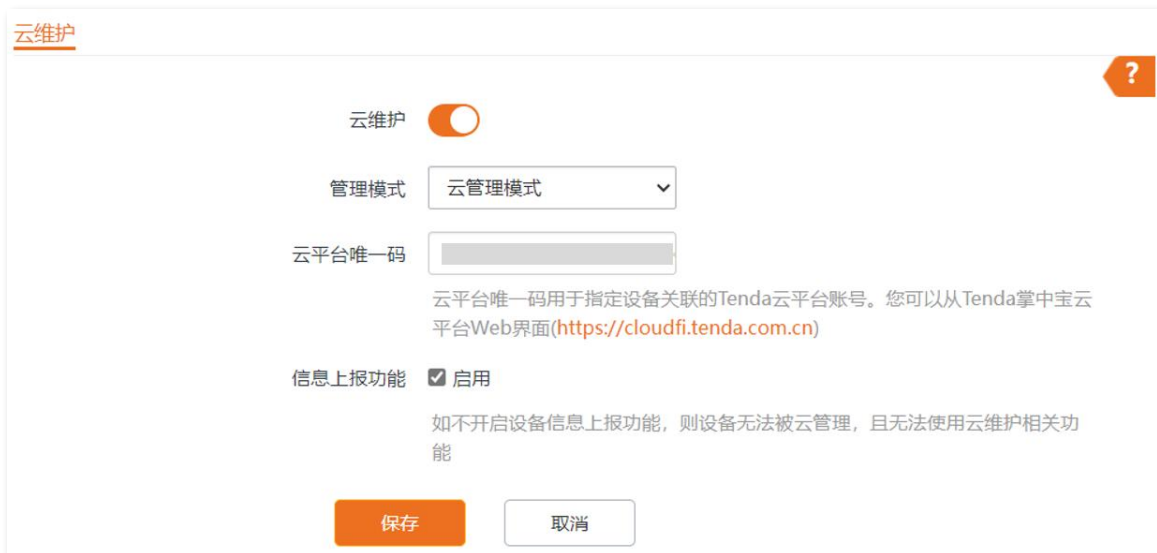 云维护
?
云维护
管理模式 云管理模式
云平台唯一码
云平台唯一码用于指定设备关联的Tenda云平台账号。您可以从Tenda掌中宝云
平台Web界面(https://cloudfi.tenda.com.cn)
信息上报功能 启用
如不开启设备信息上报功能，则设备无法被云管理，且无法使用云维护相关功
能
保存 取消